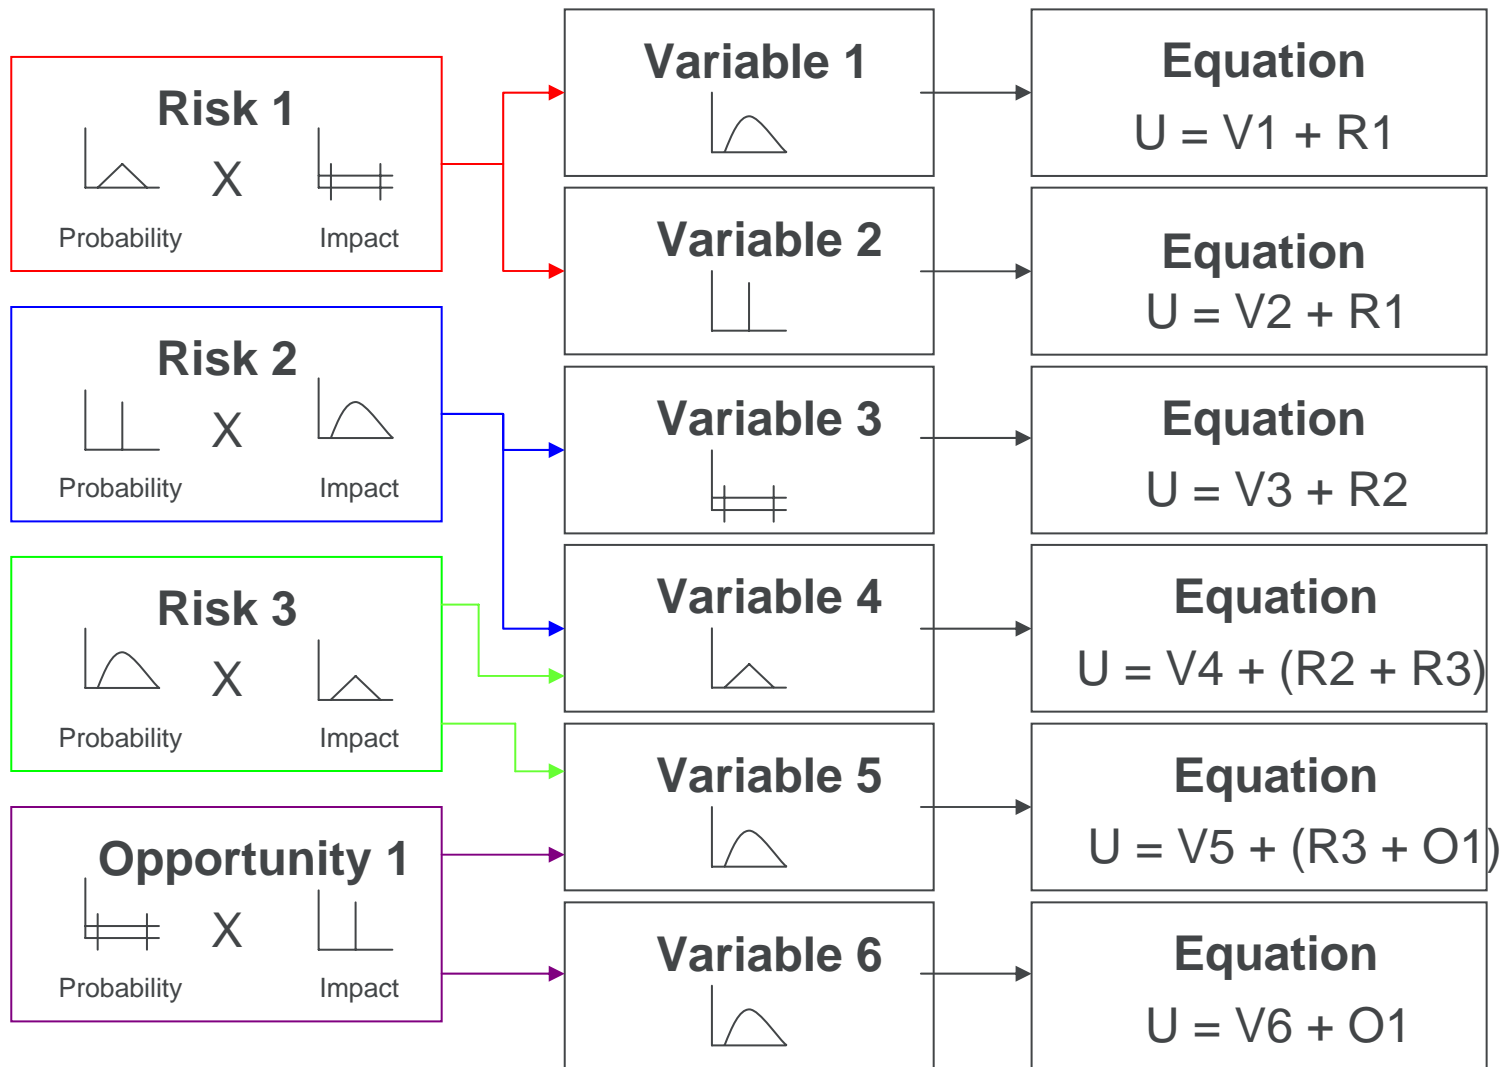 Risk 1
X
Probability
Impact
Risk 2
X
Probability
Impact
Risk 3
X
Probability
Impact
Opportunity 1
X
Probability
Impact
Variable 1
Variable 2
Variable 3
Variable 4
Variable 5
Variable 6
Equation
U = V1 + R1
Equation
U = V2 + R1
Equation
U = V3 + R2
Equation
U = V4 + (R2 + R3)
Equation
U = V5 + (R3 + O1)
Equation
U = V6 + O1